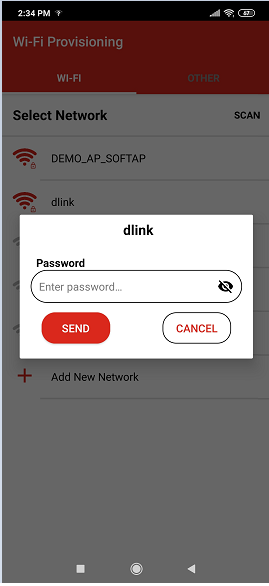 2:34 PM
67
Wi-Fi Provisioning
WI-FI
OTHER
Select Network
SCAN
DEMO_AP_SOFTAP
dlink
dlink
Password
Enter password...
SEND
CANCEL
Add New Network